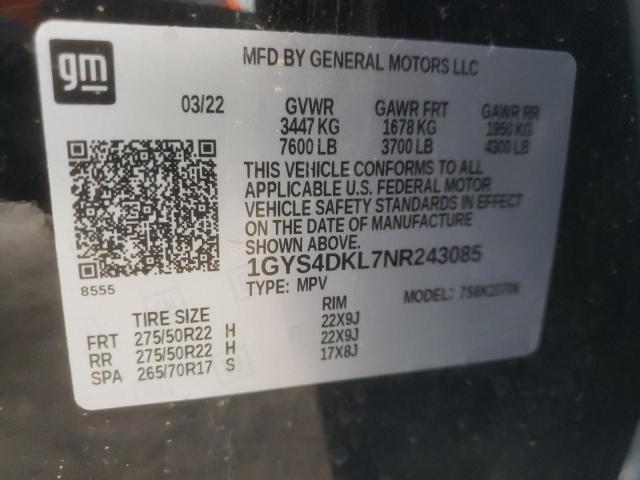 gm
MFD BY GENERAL MOTORS LLC
03/22 GVWR GAWR FRT GAWR RR
3447 KG 1678 KG 1950 KG
7600 LB 3700 LB 4300 LB
THIS VEHICLE CONFORMS TO ALL
APPLICABLE U.S. FEDERAL MOTOR
VEHICLE SAFETY STANDARDS IN EFFECT
ON THE DATE OF MANUFACTURE
SHOWN ABOVE.
1GYS4DKL7NR243085
8555
TYPE: MPV MODEL:
TIRE SIZE RIM
FRT 275/50R22 H 22X9J
RR 275/50R22 H 22X9J
SPA 265/70R17 S 17X8J